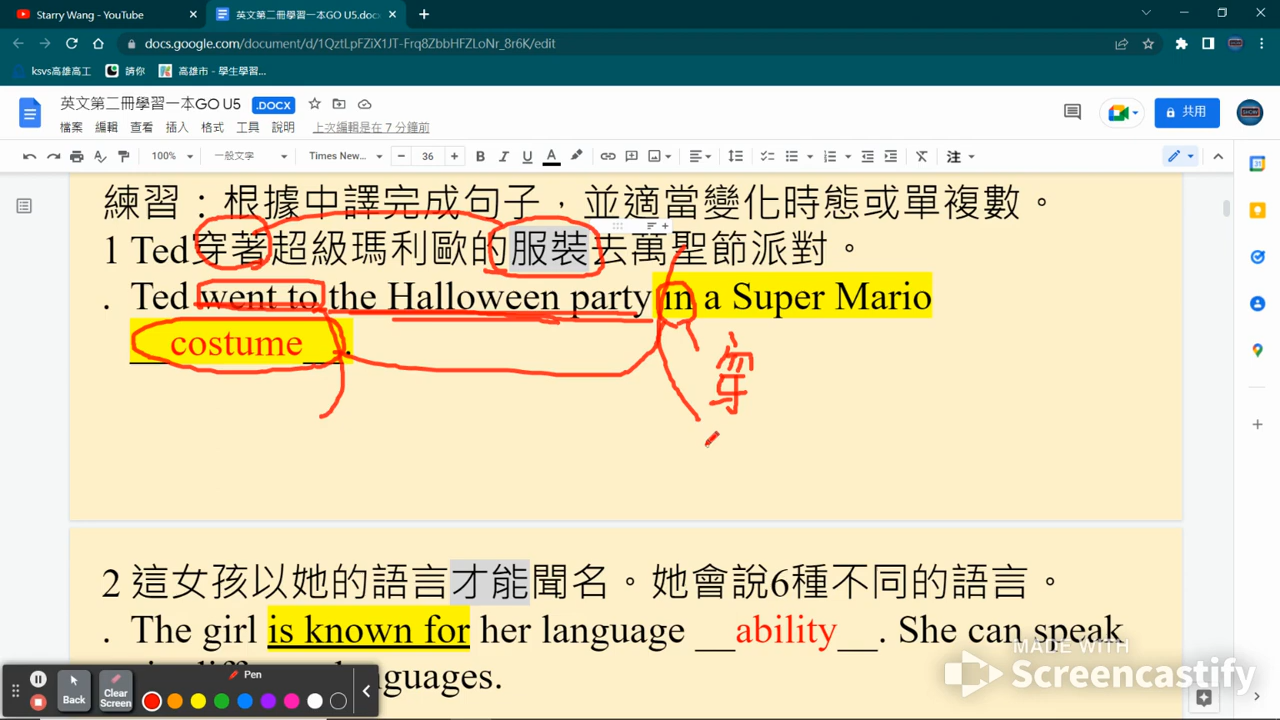 Starry Wang - YouTube
英文第二冊學習一本GO U5.docx
docs.google.com/document/d/1QztLpFZiX1JT-Frq8ZbbHFZLoNr_8r6K/edit
ksvs高雄高工
請你
高雄市 - 學生學習...
英文第二冊學習一本GO U5 .DOCX
檔案 編輯 查看 插入 格式 工具 說明
上次編輯是在 7 分鐘前
共用
100% 一般文字 Times New... 36 B I U A 注
練習：根據中譯完成句子，並適當變化時態或單複數。
1 Ted穿著超級瑪利歐的服裝去萬聖節派對。
. Ted went to the Halloween party in a Super Mario
costume___.
穿
2 這女孩以她的語言才能聞名。她會說6種不同的語言。
. The girl is known for her language __ability__. She can speak
languages.
MADE WITH
Screencastify
Pen
Back
Clear Screen